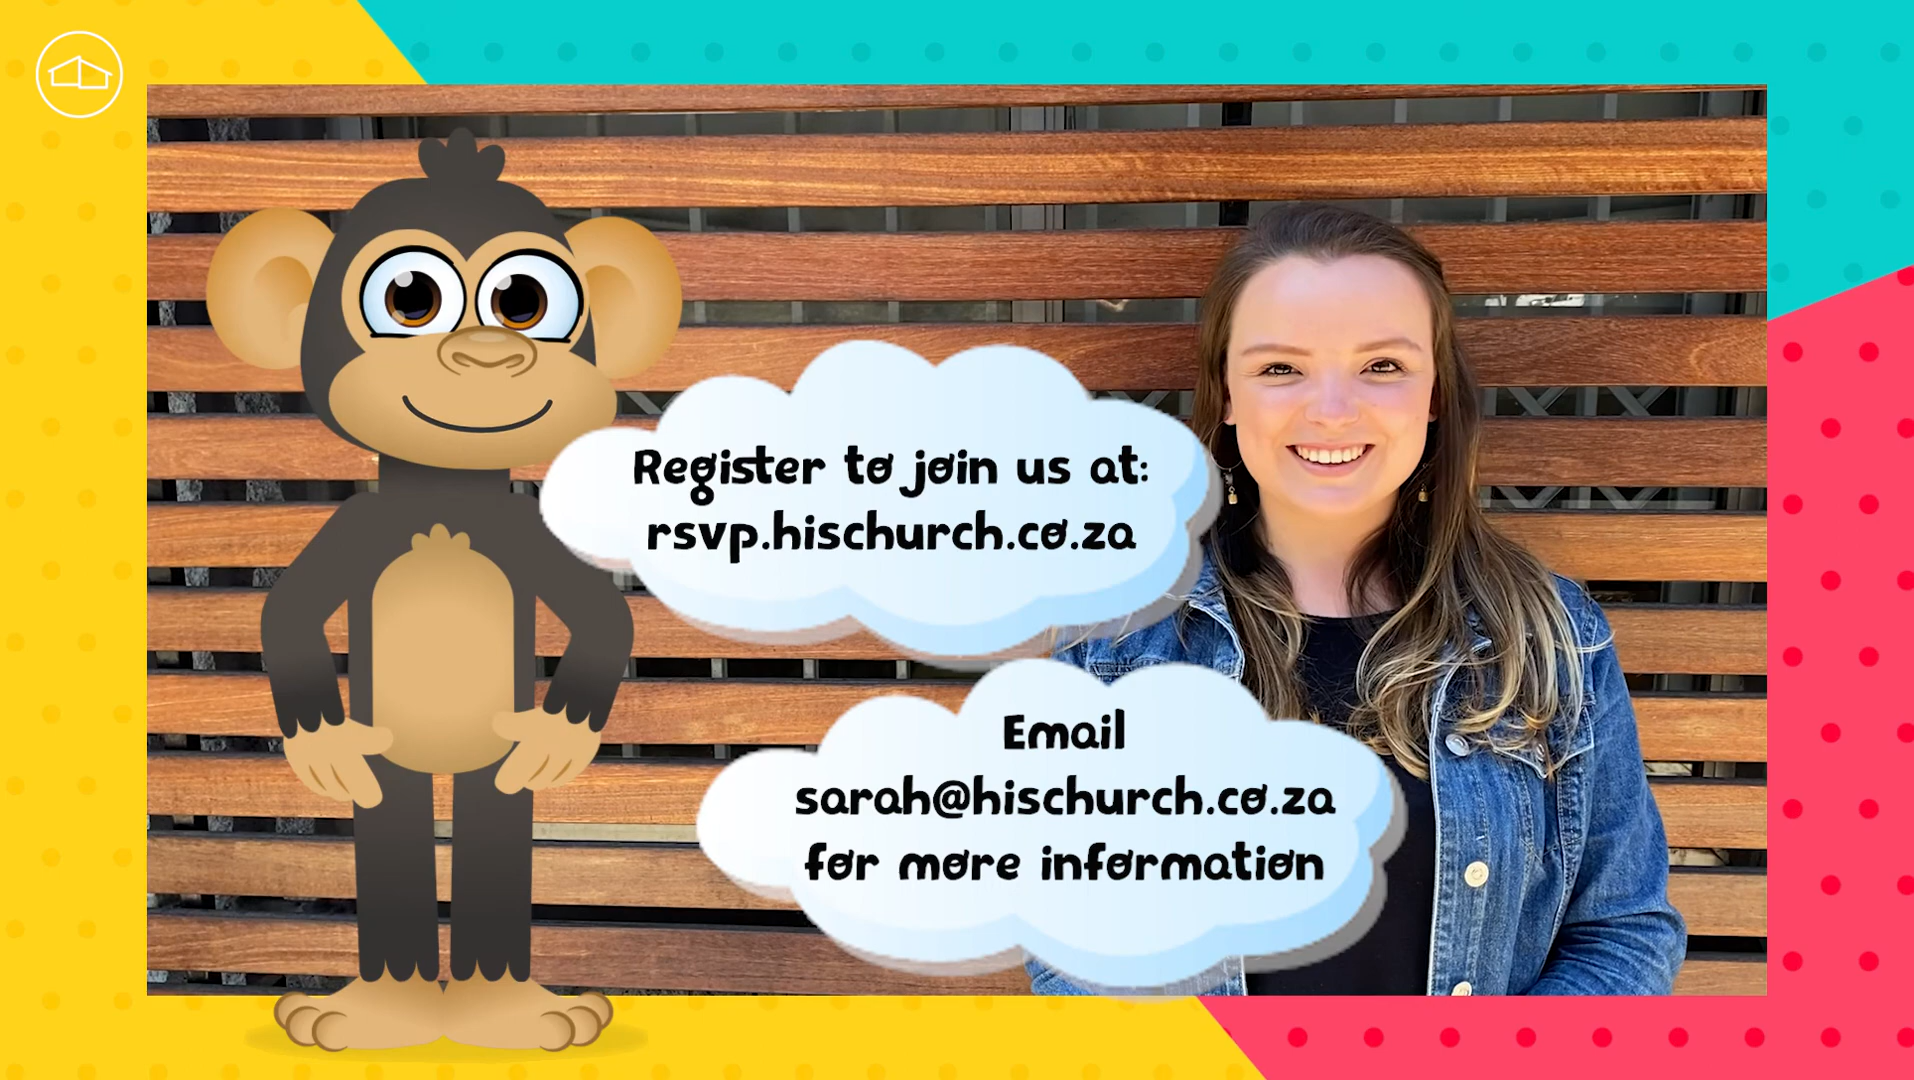 Register to join us at:
rsvp.hischurch.co.za
Email
sarah@hischurch.co.za
for more information